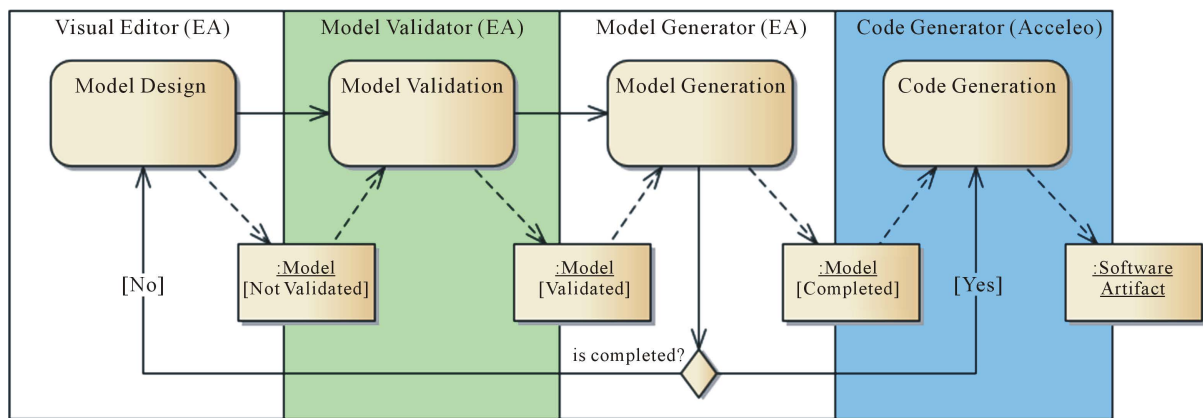 Visual Editor (EA)
Model Validator (EA)
Model Generator (EA)
Code Generator (Acceleo)
Model Design
Model Validation
Model Generation
Code Generation
:Model
[Not Validated]
:Model
[Validated]
:Model
[Completed]
:Software
Artifact
[No]
[Yes]
is completed?